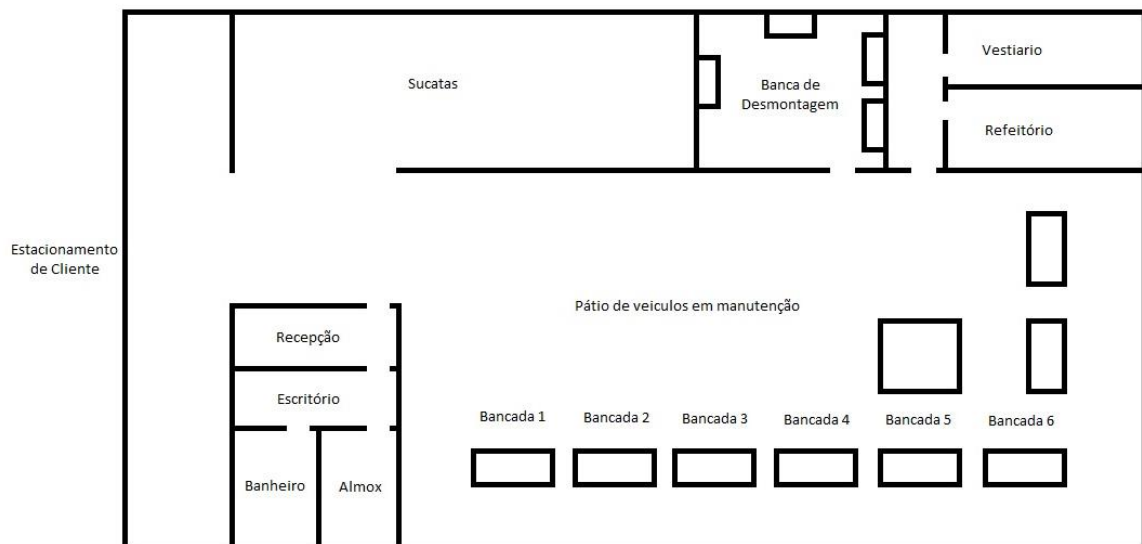 Sucatas
Banca de
Desmontagem
Vestiario
Refeitório
Estacionamento
de Cliente
Pátio de veiculos em manutenção
Recepção
Escritório
Banheiro
Almox
Bancada 1
Bancada 2
Bancada 3
Bancada 4
Bancada 5
Bancada 6